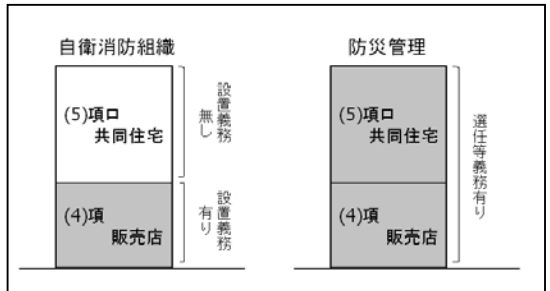 自衛消防組織
(5)項ロ
共同住宅
設置義務
無し
(4)項
販売店
設置義務
有り
防災管理
(5)項ロ
共同住宅
(4)項
販売店
選任等義務有り